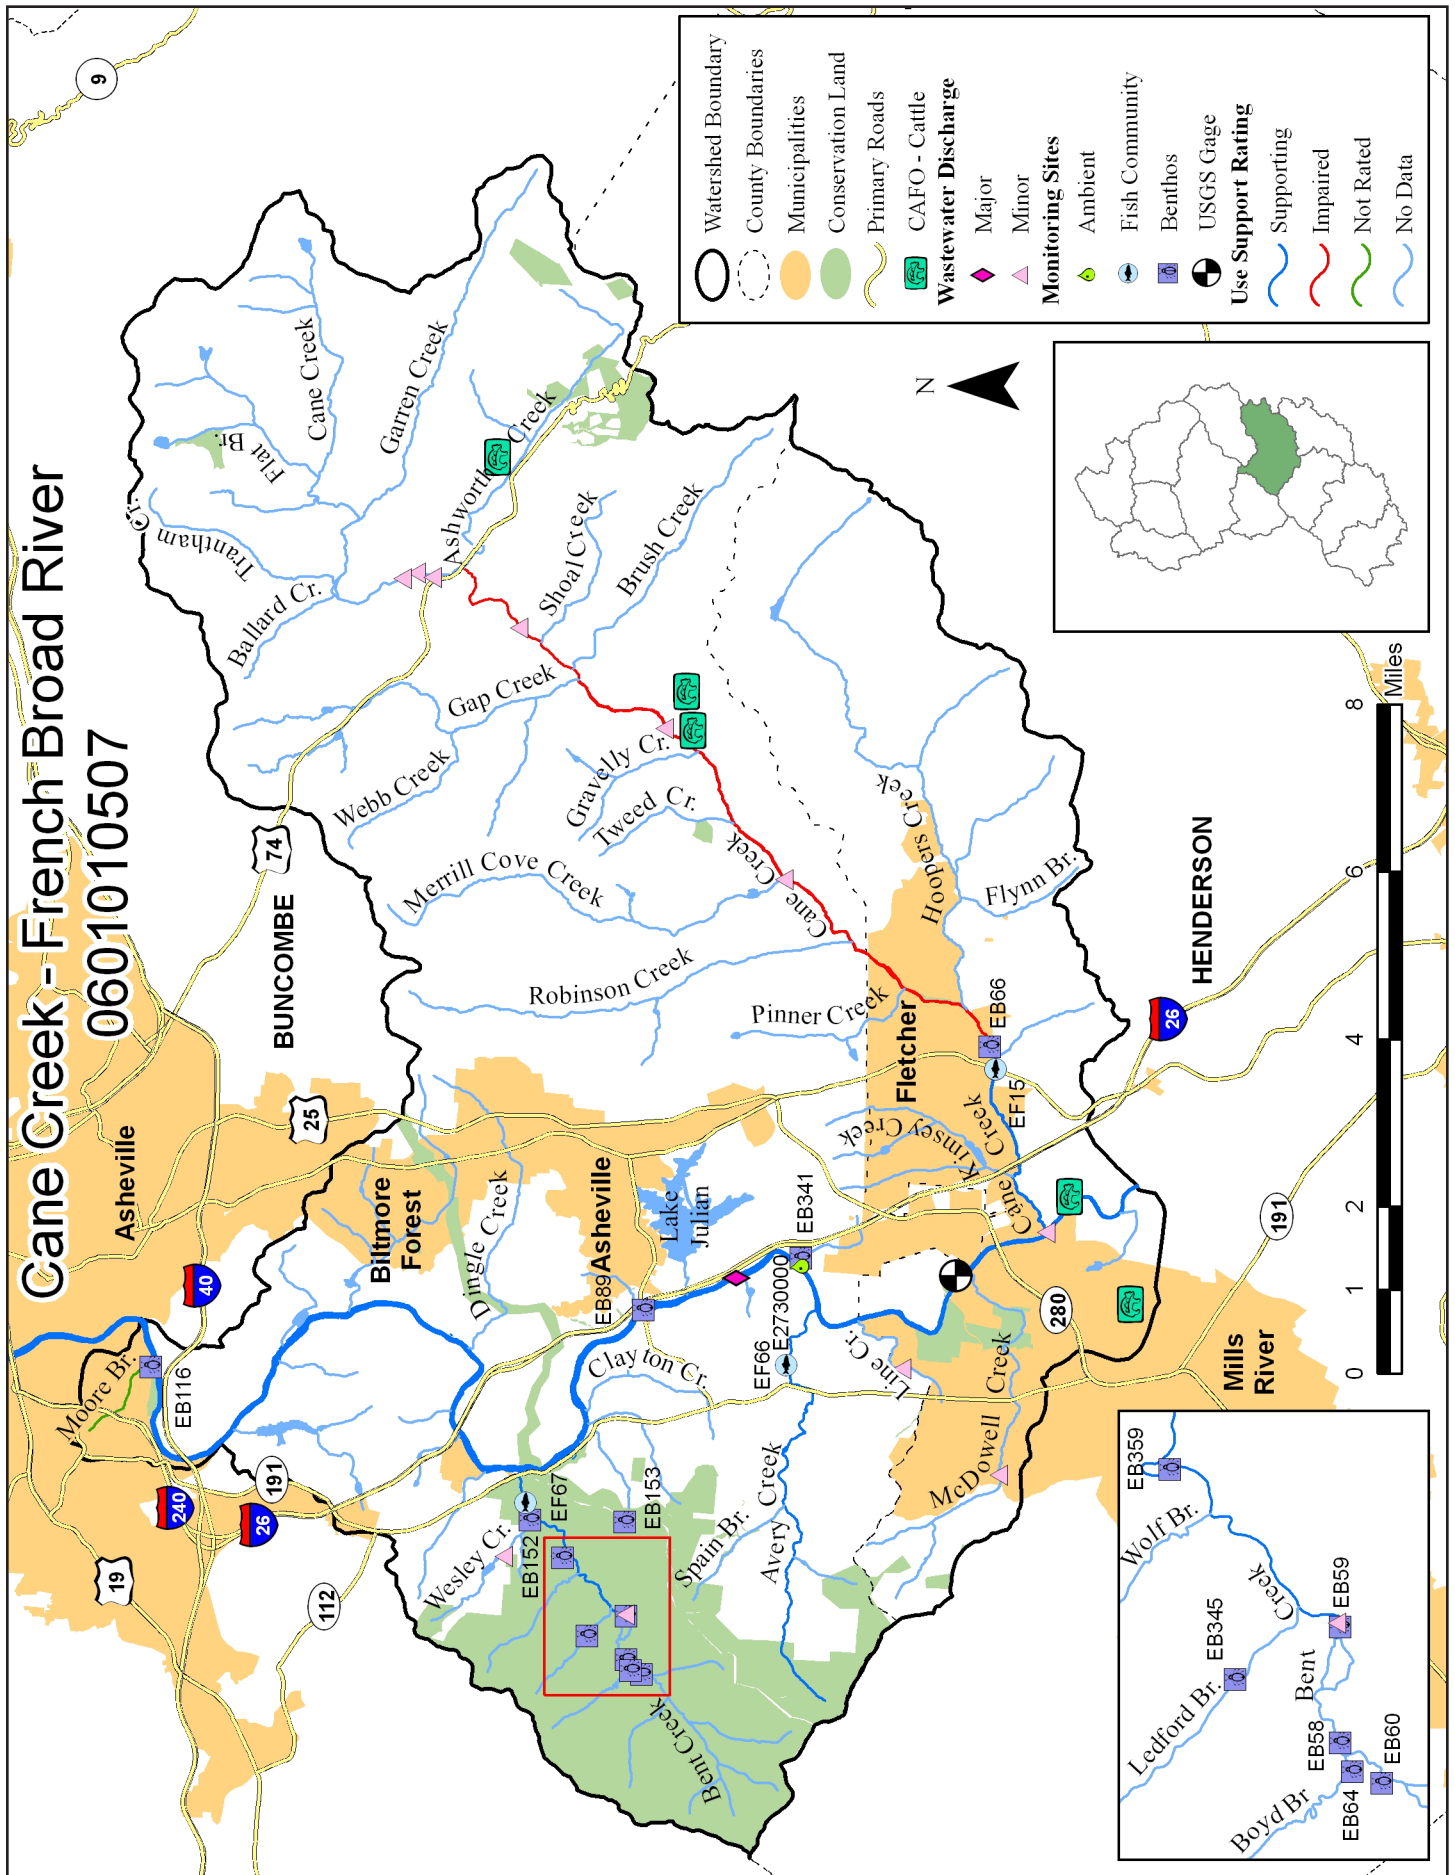 Cane Creek - French Broad River
0601010507
9
74
BUNCOMBE
25
Asheville
40
240
26
19
191
112
Biltmore
Forest
Asheville
Lake
Julian
Fletcher
HENDERSON
26
191
280
Mills
River
Cane Creek
Flat Br.
Garren Creek
Trantham Cr.
Ballard Cr.
Ashworth Creek
Shoal Creek
Brush Creek
Gap Creek
Webb Creek
Gravelly Cr.
Tweed Cr.
Merrill Cove Creek
Cane Creek
Robinson Creek
Pinner Creek
Hoopers Creek
Flynn Br.
Kimsey Creek
Cane Creek
Dingle Creek
Moore Br.
Clayton Cr.
Line Cr.
McDowell Creek
Avery Creek
Spain Br.
Wesley Cr.
Bent Creek
EB116
EB89
EB341
E2730000
EF66
EB66
EF15
EF67
EB152
EB153
N
Watershed Boundary
County Boundaries
Municipalities
Conservation Land
Primary Roads
CAFO - Cattle
Wastewater Discharge
Major
Minor
Monitoring Sites
Ambient
Fish Community
Benthos
USGS Gage
Use Support Rating
Supporting
Impaired
Not Rated
No Data
0 1 2 4 6 8
Miles
EB359
Wolf Br.
Creek
EB59
EB345
Ledford Br.
Bent
EB58
EB60
EB64
Boyd Br